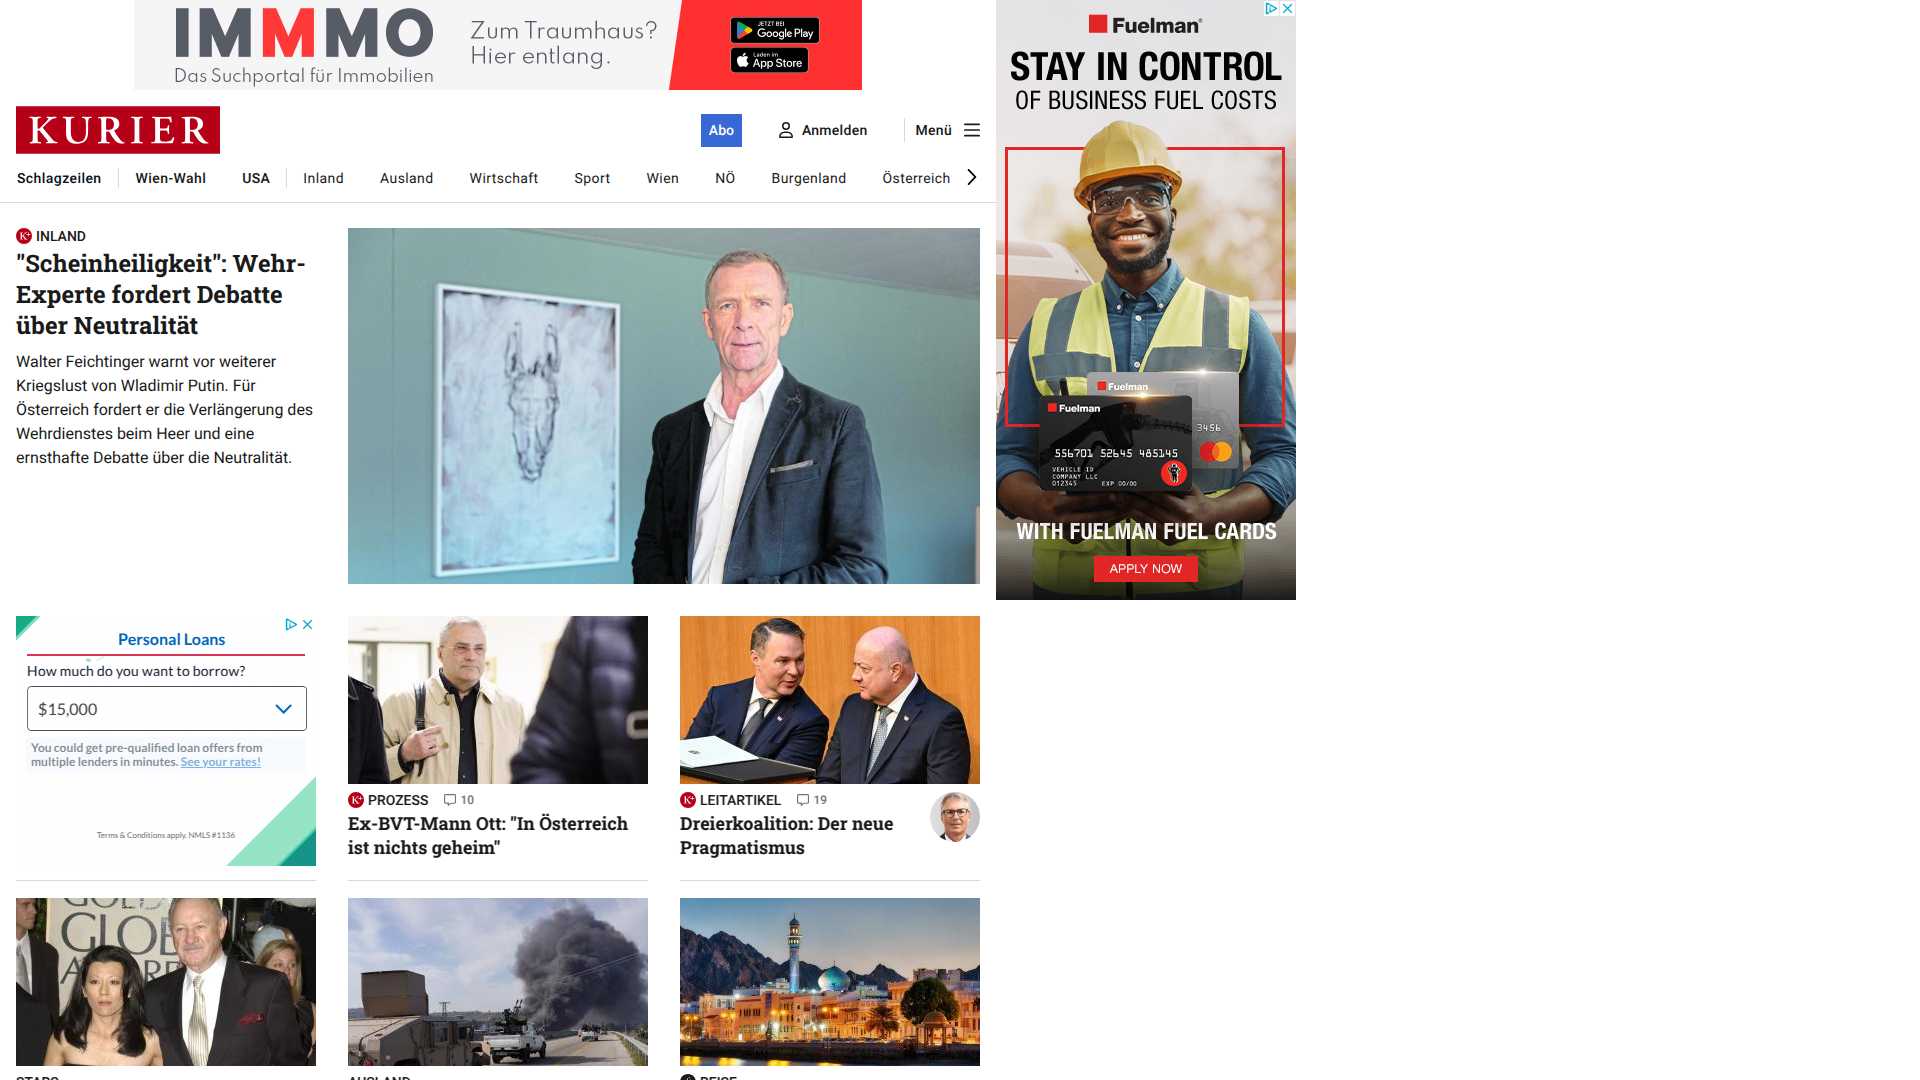 IMMMO
Das Suchportal für Immobilien
Zum Traumhaus?
Hier entlang.
JETZT BEI
Google Play
Laden im
App Store
KURIER
Abo
Anmelden
Menü
Schlagzeilen
Wien-Wahl
USA
Inland
Ausland
Wirtschaft
Sport
Wien
NÖ
Burgenland
Österreich
K+ INLAND
"Scheinheiligkeit": Wehr-
Experte fordert Debatte
über Neutralität
Walter Feichtinger warnt vor weiterer
Kriegslust von Wladimir Putin. Für
Österreich fordert er die Verlängerung des
Wehrdienstes beim Heer und eine
ernsthafte Debatte über die Neutralität.
Fuelman
STAY IN CONTROL
OF BUSINESS FUEL COSTS
Fuelman
Fuelman
3456
556701 52645 485145
VEHICLE ID
COMPANY LLC
012345 EXP 00/00
WITH FUELMAN FUEL CARDS
APPLY NOW
Personal Loans
How much do you want to borrow?
$15,000
You could get pre-qualified loan offers from
multiple lenders in minutes. See your rates!
Terms & Conditions apply. NMLS #1136
K+ PROZESS 10
Ex-BVT-Mann Ott: "In Österreich
ist nichts geheim"
K+ LEITARTIKEL 19
Dreierkoalition: Der neue
Pragmatismus
GOLD
GLOB
STARS
AUSLAND
REISE